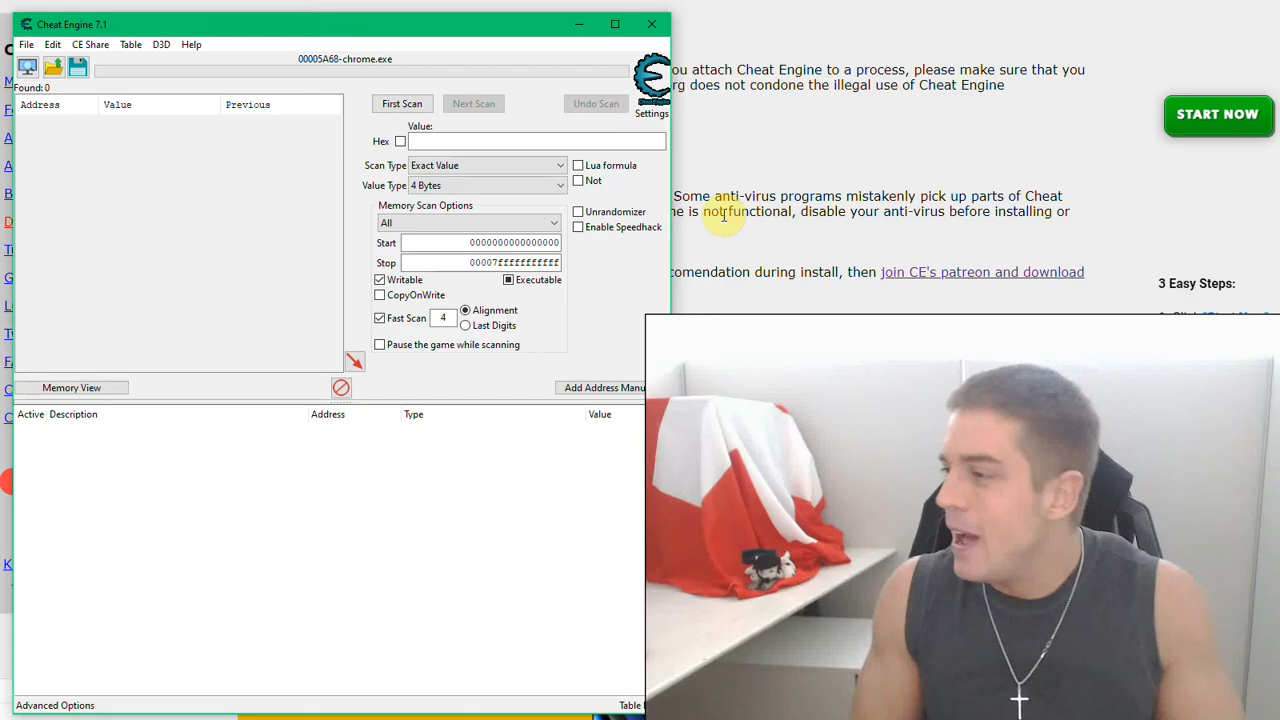 Cheat Engine 7.1
File Edit CE Share Table D3D Help
00005A68-chrome.exe
Found: 0
Address Value Previous
First Scan Next Scan Undo Scan
Settings
Value:
Hex
Scan Type Exact Value
Lua formula
Value Type 4 Bytes
Not
Memory Scan Options
All
Unrandomizer
Start 0000000000000000
Enable Speedhack
Stop 00007fffffffffff
Writable Executable
CopyOnWrite
Fast Scan 4 Alignment
Last Digits
Pause the game while scanning
Memory View
Add Address Manu
Active Description Address Type Value
Advanced Options
Table
ou attach Cheat Engine to a process, please make sure that you
rg does not condone the illegal use of Cheat Engine
START NOW
Some anti-virus programs mistakenly pick up parts of Cheat
ne is not functional, disable your anti-virus before installing or
comendation during install, then join CE's patreon and download
3 Easy Steps: